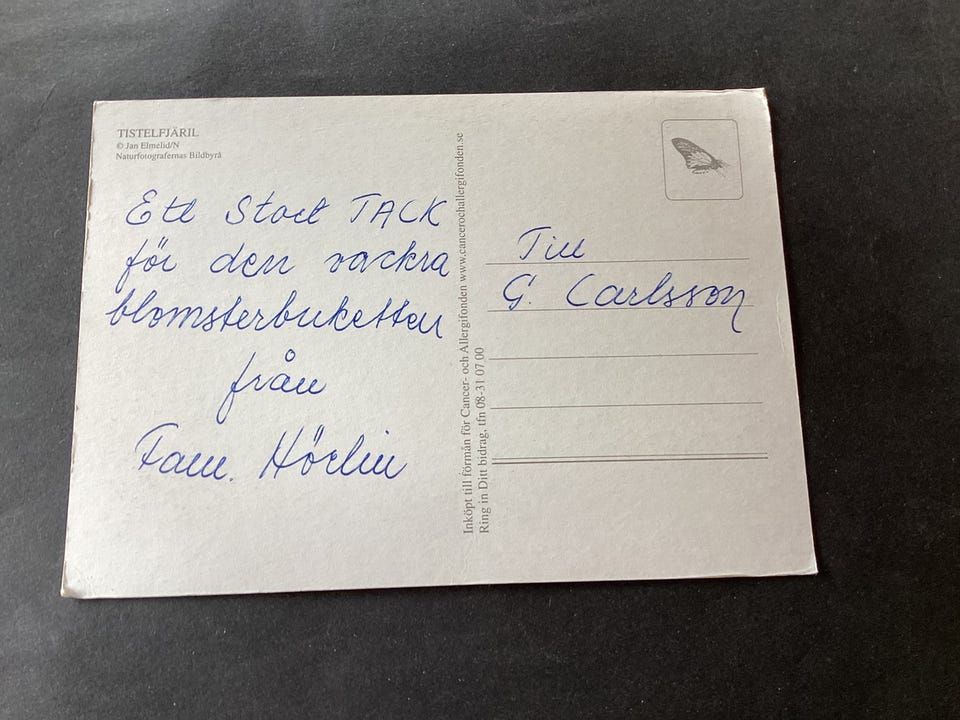 TISTELFJÄRIL
© Jan Elmelid/N
Naturfotografernas Bildbyrå
Ett Stort TACK
för den vackra
blomsterbuketten
från
Fam. Hörlin
Inköpt till förmån för Cancer- och Allergifonden www.cancerochallergifonden.se
Ring in Ditt bidrag, tfn 08-31 07 00
Till
G. Carlsson